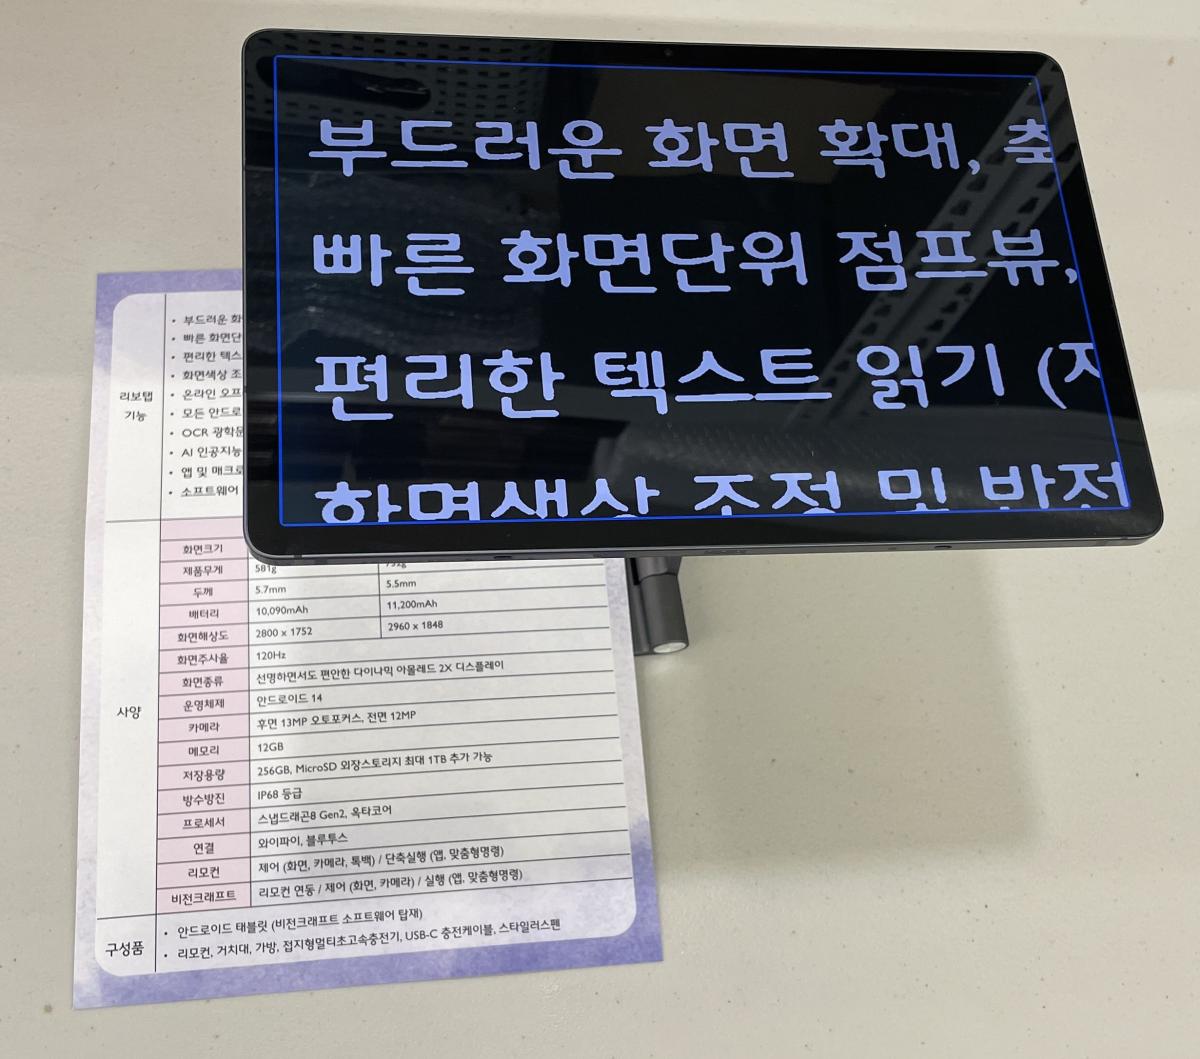 부드러운 화면 확대,
빠른 화면단위 점프뷰,
편리한 텍스트 읽기 (
화면색상 조정 및 반전
리보탭
기능
• 부드러운 화
• 빠른 화면단
• 편리한 텍스
• 화면색상 조
• 온라인 오프
• 모든 안드로
• OCR 광학문
• AI 인공지능
• 앱 및 매크로
• 소프트웨어
사양
화면크기
제품무게 581g
두께 5.7mm 5.5mm
배터리 10,090mAh 11,200mAh
화면해상도 2800 x 1752 2960 x 1848
화면주사율 120Hz
화면종류 선명하면서도 편안한 다이나믹 아몰레드 2X 디스플레이
운영체제 안드로이드 14
카메라 후면 13MP 오토포커스, 전면 12MP
메모리 12GB
저장용량 256GB, MicroSD 외장스토리지 최대 1TB 추가 가능
방수방진 IP68 등급
프로세서 스냅드래곤8 Gen2, 옥타코어
연결 와이파이, 블루투스
리모컨 제어 (화면, 카메라, 톡백) / 단축실행 (앱, 맞춤형명령)
비전크래프트 리모컨 연동 / 제어 (화면, 카메라) / 실행 (앱, 맞춤형명령)
구성품
• 안드로이드 태블릿 (비전크래프트 소프트웨어 탑재)
• 리모컨, 거치대, 가방, 접지형멀티초고속충전기, USB-C 충전케이블, 스타일러스펜